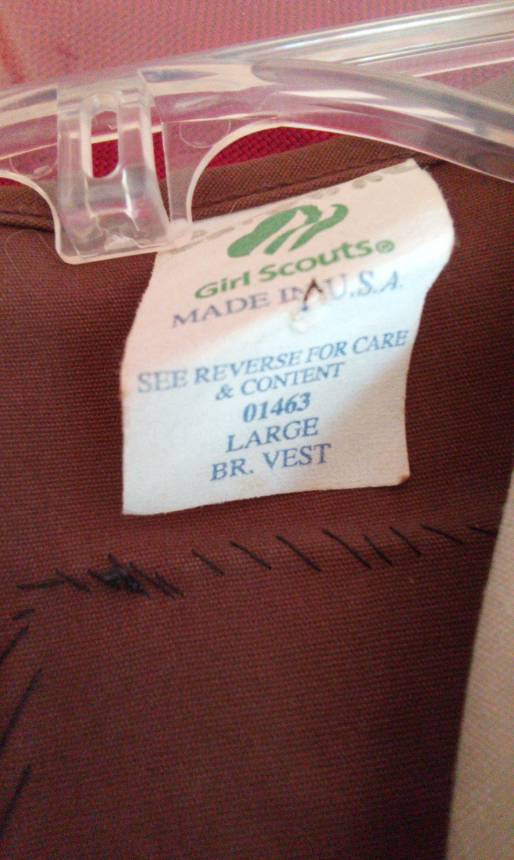 Girl Scouts®
MADE IN U.S.A.
SEE REVERSE FOR CARE
& CONTENT
01463
LARGE
BR. VEST